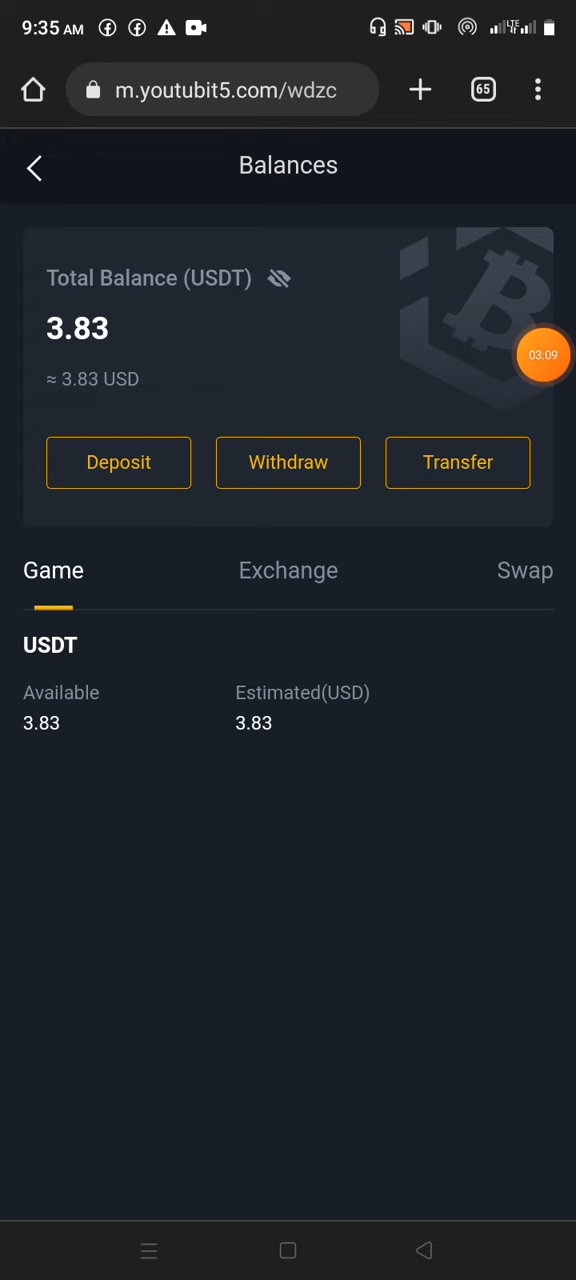 9:35 AM
LTE
m.youtubit5.com/wdzc
65
Balances
Total Balance (USDT)
3.83
≈ 3.83 USD
03:09
Deposit Withdraw Transfer
Game Exchange Swap
USDT
Available Estimated(USD)
3.83 3.83